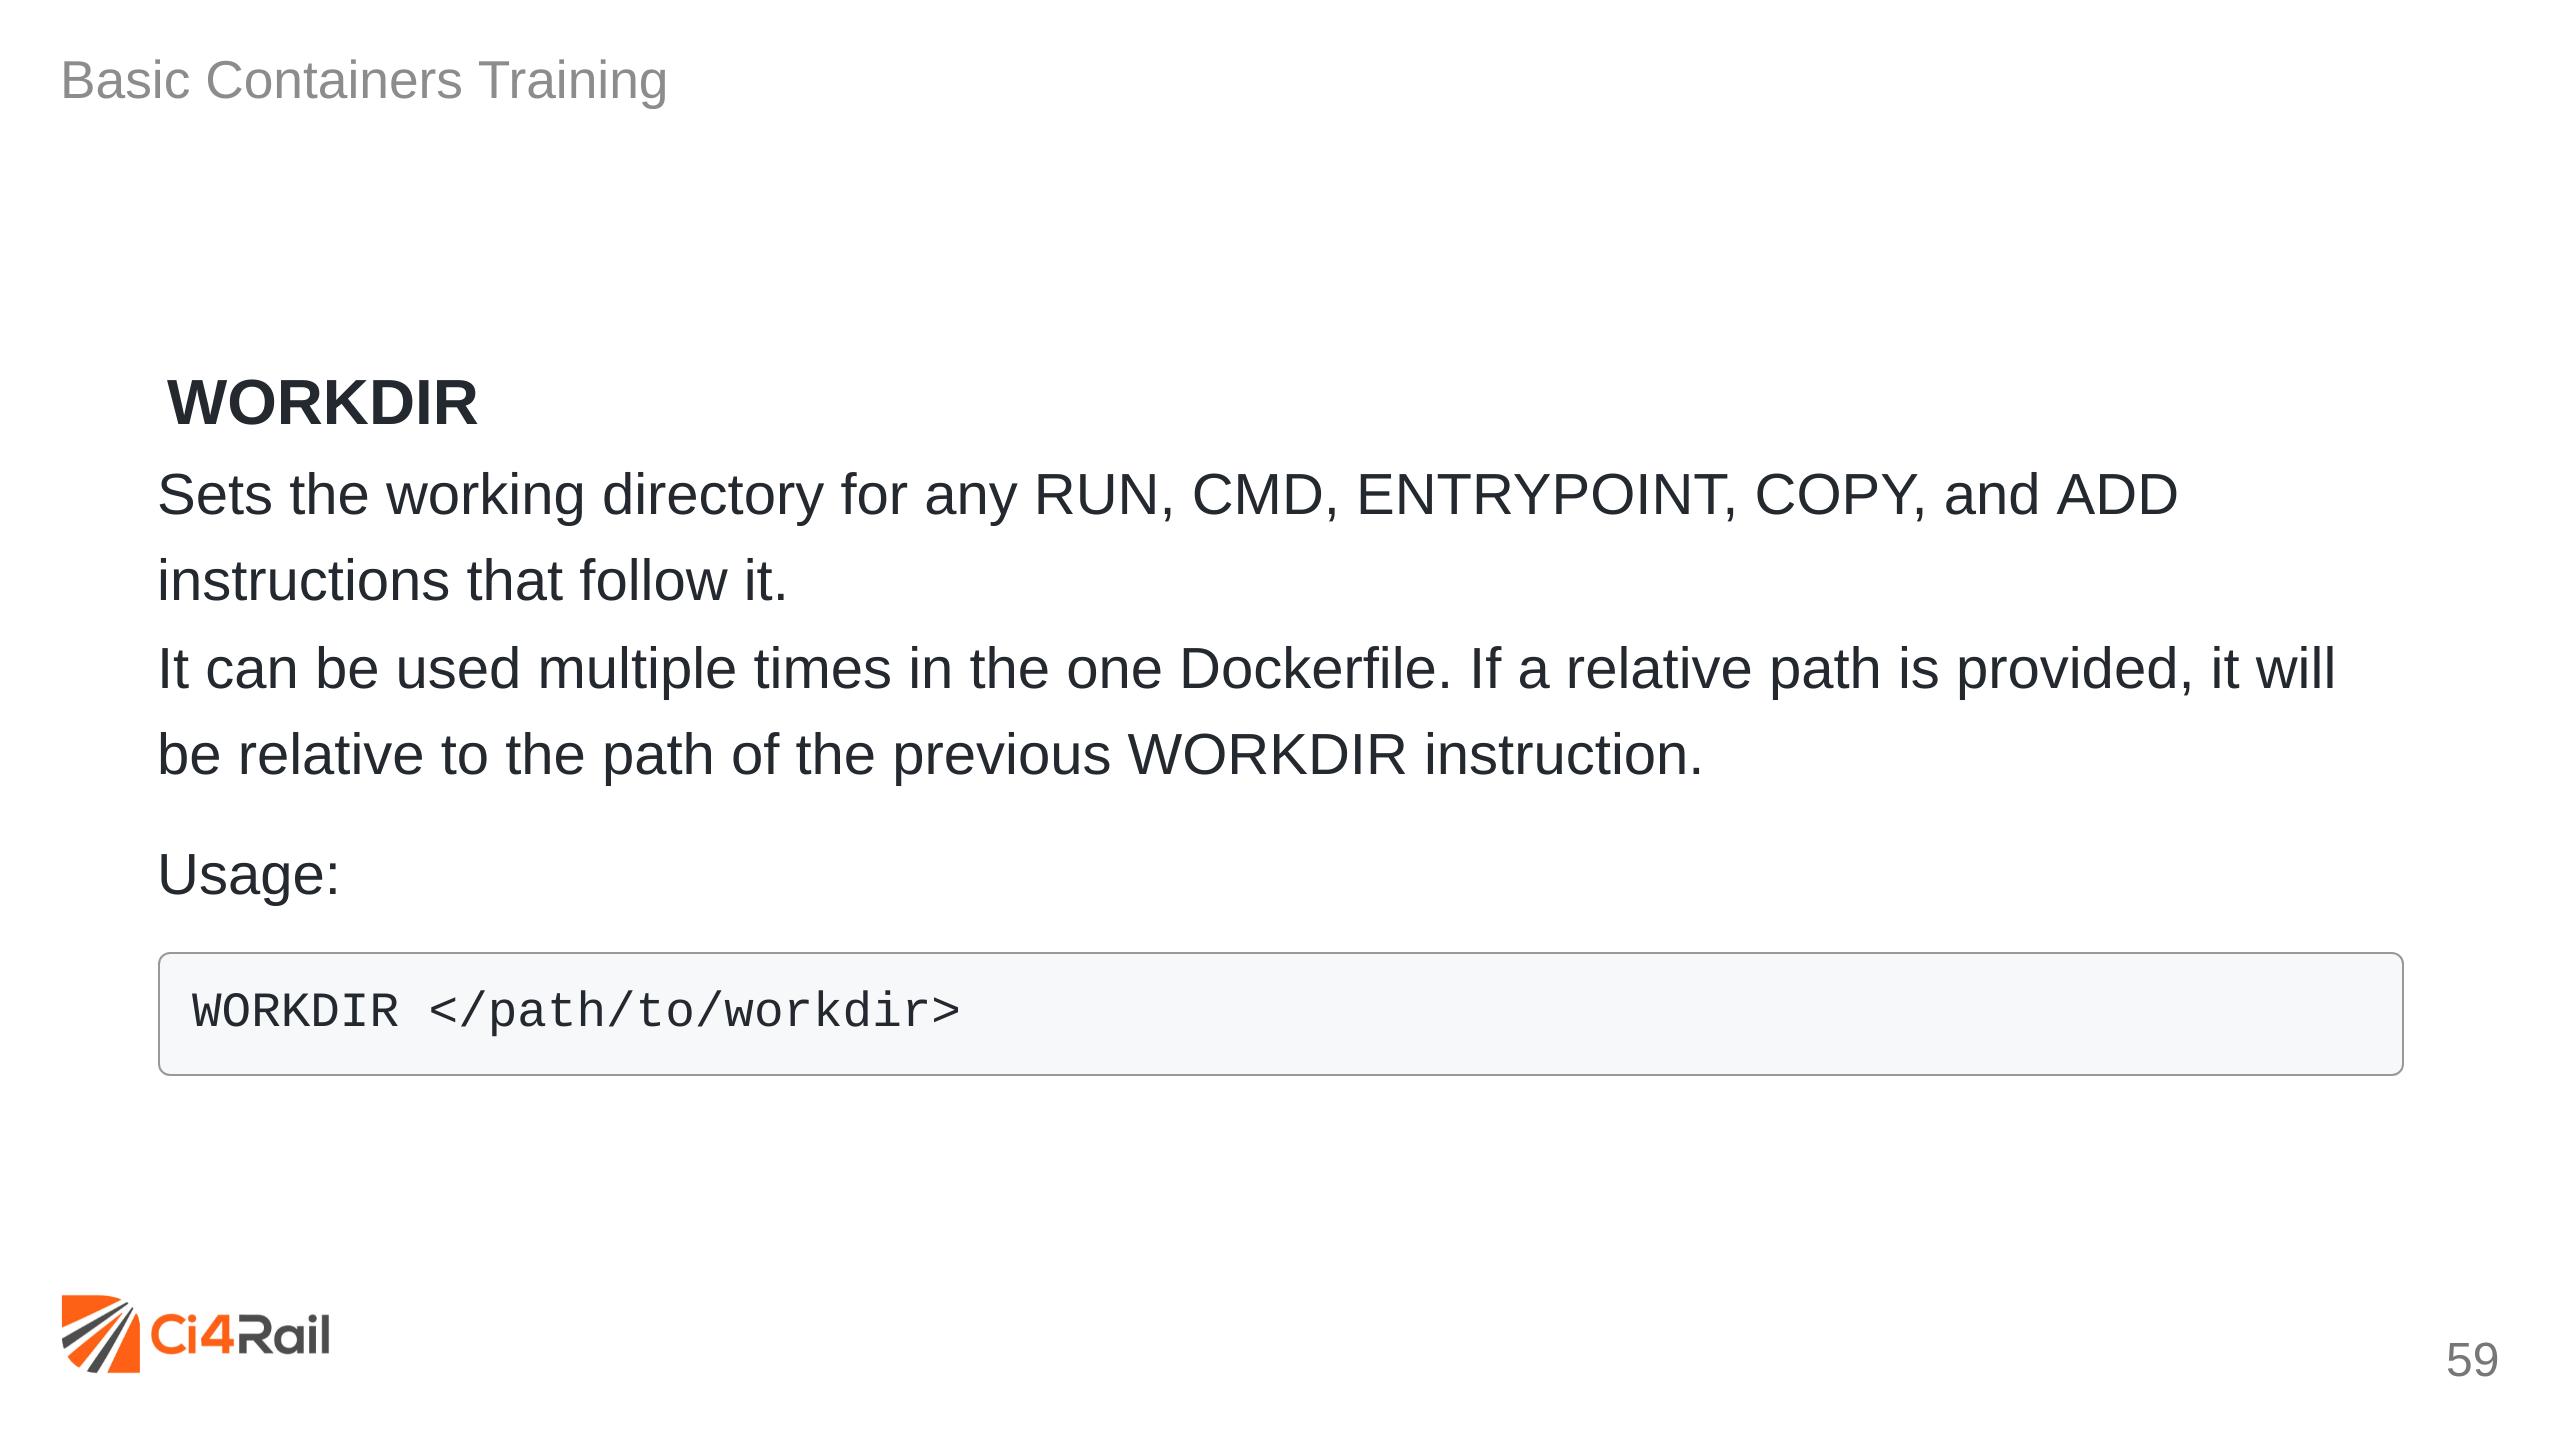 Basic Containers Training
WORKDIR
Sets the working directory for any RUN, CMD, ENTRYPOINT, COPY, and ADD
instructions that follow it.
It can be used multiple times in the one Dockerfile. If a relative path is provided, it will
be relative to the path of the previous WORKDIR instruction.
Usage:
WORKDIR </path/to/workdir>
Ci4Rail
59